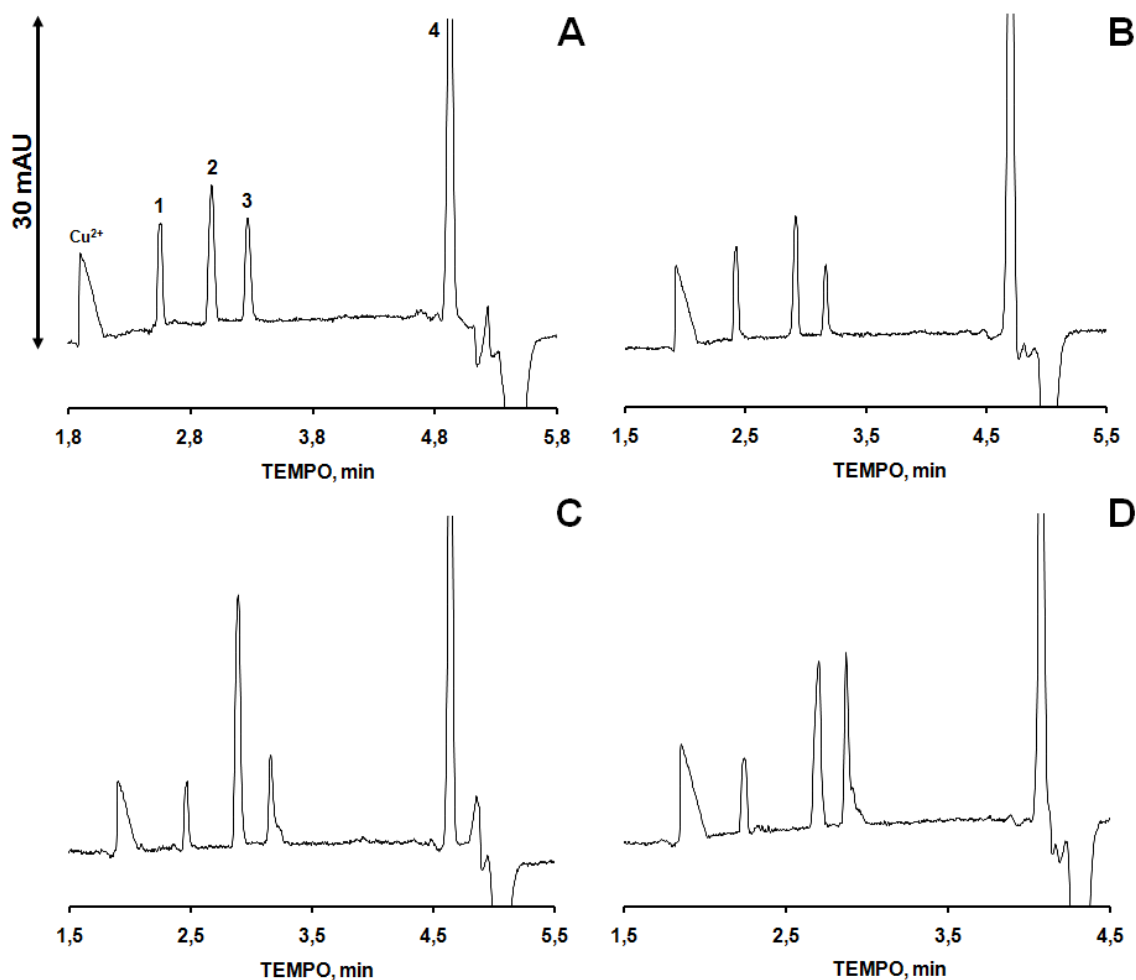 A
B
30 mAU
Cu²⁺
1
2
3
4
1,8 2,8 3,8 4,8 5,8
TEMPO, min
1,5 2,5 3,5 4,5 5,5
TEMPO, min
C
D
1,5 2,5 3,5 4,5 5,5
TEMPO, min
1,5 2,5 3,5 4,5
TEMPO, min